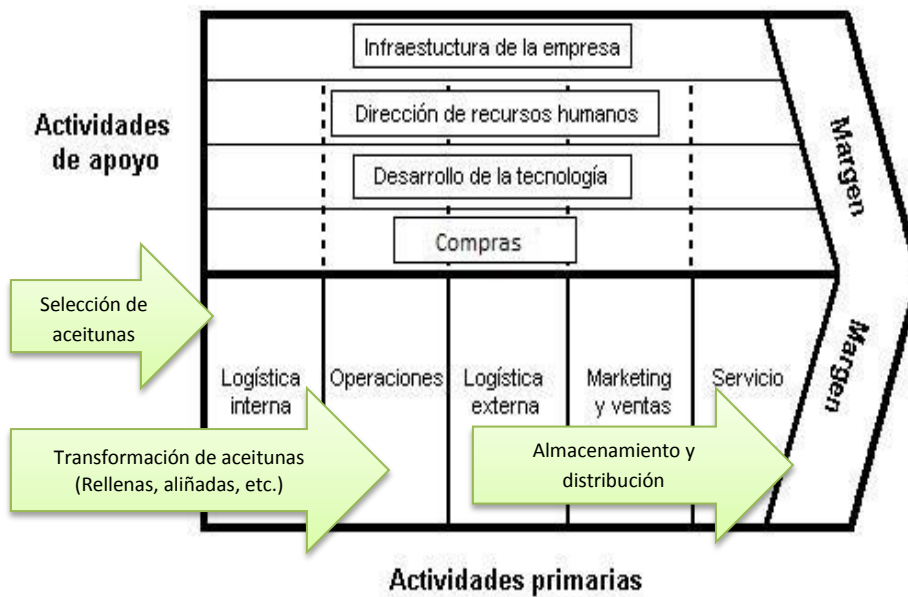 Infraestuctura de la empresa
Dirección de recursos humanos
Desarrollo de la tecnología
Compras
Actividades
de apoyo
Margen
Margen
Selección de
aceitunas
Logística
interna
Operaciones
Logística
externa
Marketing
y ventas
Servicio
Transformación de aceitunas
(Rellenas, aliñadas, etc.)
Almacenamiento y
distribución
Actividades primarias